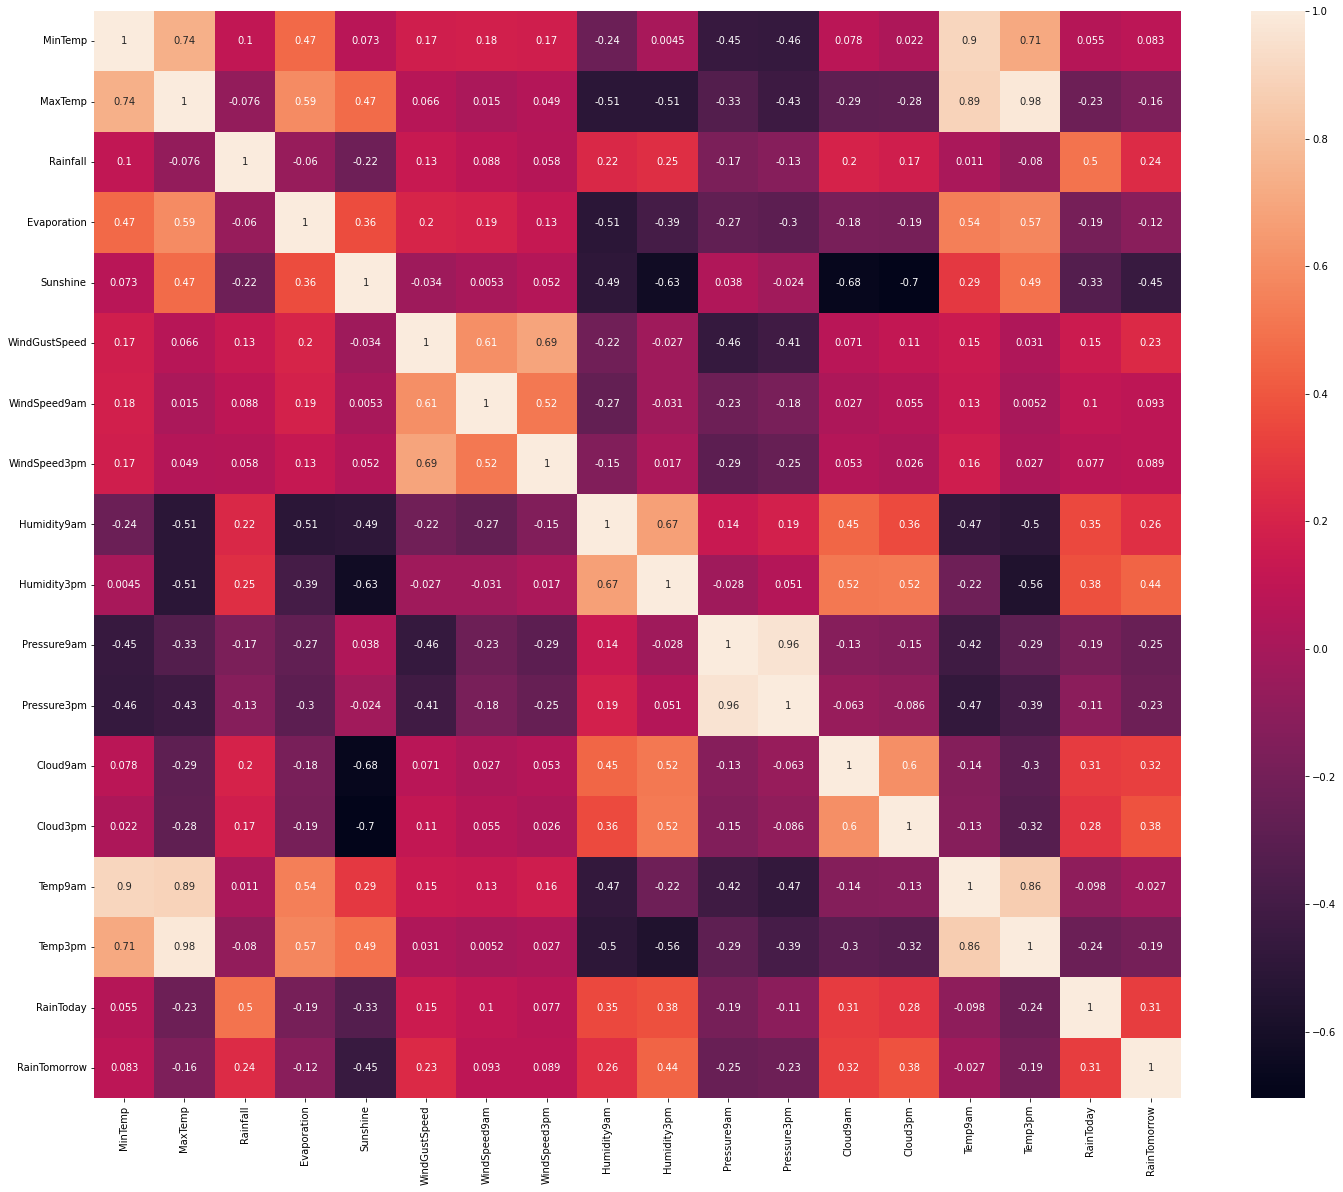 MinTemp 1 0.74 0.1 0.47 0.073 0.17 0.18 0.17 -0.24 0.0045 -0.45 -0.46 0.078 0.022 0.9 0.71 0.055 0.083
MaxTemp 0.74 1 -0.076 0.59 0.47 0.066 0.015 0.049 -0.51 -0.51 -0.33 -0.43 -0.29 -0.28 0.89 0.98 -0.23 -0.16
Rainfall 0.1 -0.076 1 -0.06 -0.22 0.13 0.088 0.058 0.22 0.25 -0.17 -0.13 0.2 0.17 0.011 -0.08 0.5 0.24
Evaporation 0.47 0.59 -0.06 1 0.36 0.2 0.19 0.13 -0.51 -0.39 -0.27 -0.3 -0.18 -0.19 0.54 0.57 -0.19 -0.12
Sunshine 0.073 0.47 -0.22 0.36 1 -0.034 0.0053 0.052 -0.49 -0.63 0.038 -0.024 -0.68 -0.7 0.29 0.49 -0.33 -0.45
WindGustSpeed 0.17 0.066 0.13 0.2 -0.034 1 0.61 0.69 -0.22 -0.027 -0.46 -0.41 0.071 0.11 0.15 0.031 0.15 0.23
WindSpeed9am 0.18 0.015 0.088 0.19 0.0053 0.61 1 0.52 -0.27 -0.031 -0.23 -0.18 0.027 0.055 0.13 0.0052 0.1 0.093
WindSpeed3pm 0.17 0.049 0.058 0.13 0.052 0.69 0.52 1 -0.15 0.017 -0.29 -0.25 0.053 0.026 0.16 0.027 0.077 0.089
Humidity9am -0.24 -0.51 0.22 -0.51 -0.49 -0.22 -0.27 -0.15 1 0.67 0.14 0.19 0.45 0.36 -0.47 -0.5 0.35 0.26
Humidity3pm 0.0045 -0.51 0.25 -0.39 -0.63 -0.027 -0.031 0.017 0.67 1 -0.028 0.051 0.52 0.52 -0.22 -0.56 0.38 0.44
Pressure9am -0.45 -0.33 -0.17 -0.27 0.038 -0.46 -0.23 -0.29 0.14 -0.028 1 0.96 -0.13 -0.15 -0.42 -0.29 -0.19 -0.25
Pressure3pm -0.46 -0.43 -0.13 -0.3 -0.024 -0.41 -0.18 -0.25 0.19 0.051 0.96 1 -0.063 -0.086 -0.47 -0.39 -0.11 -0.23
Cloud9am 0.078 -0.29 0.2 -0.18 -0.68 0.071 0.027 0.053 0.45 0.52 -0.13 -0.063 1 0.6 -0.14 -0.3 0.31 0.32
Cloud3pm 0.022 -0.28 0.17 -0.19 -0.7 0.11 0.055 0.026 0.36 0.52 -0.15 -0.086 0.6 1 -0.13 -0.32 0.28 0.38
Temp9am 0.9 0.89 0.011 0.54 0.29 0.15 0.13 0.16 -0.47 -0.22 -0.42 -0.47 -0.14 -0.13 1 0.86 -0.098 -0.027
Temp3pm 0.71 0.98 -0.08 0.57 0.49 0.031 0.0052 0.027 -0.5 -0.56 -0.29 -0.39 -0.3 -0.32 0.86 1 -0.24 -0.19
RainToday 0.055 -0.23 0.5 -0.19 -0.33 0.15 0.1 0.077 0.35 0.38 -0.19 -0.11 0.31 0.28 -0.098 -0.24 1 0.31
RainTomorrow 0.083 -0.16 0.24 -0.12 -0.45 0.23 0.093 0.089 0.26 0.44 -0.25 -0.23 0.32 0.38 -0.027 -0.19 0.31 1
MinTemp MaxTemp Rainfall Evaporation Sunshine WindGustSpeed WindSpeed9am WindSpeed3pm Humidity9am Humidity3pm Pressure9am Pressure3pm Cloud9am Cloud3pm Temp9am Temp3pm RainToday RainTomorrow
1.0
0.8
0.6
0.4
0.2
0.0
−0.2
−0.4
−0.6